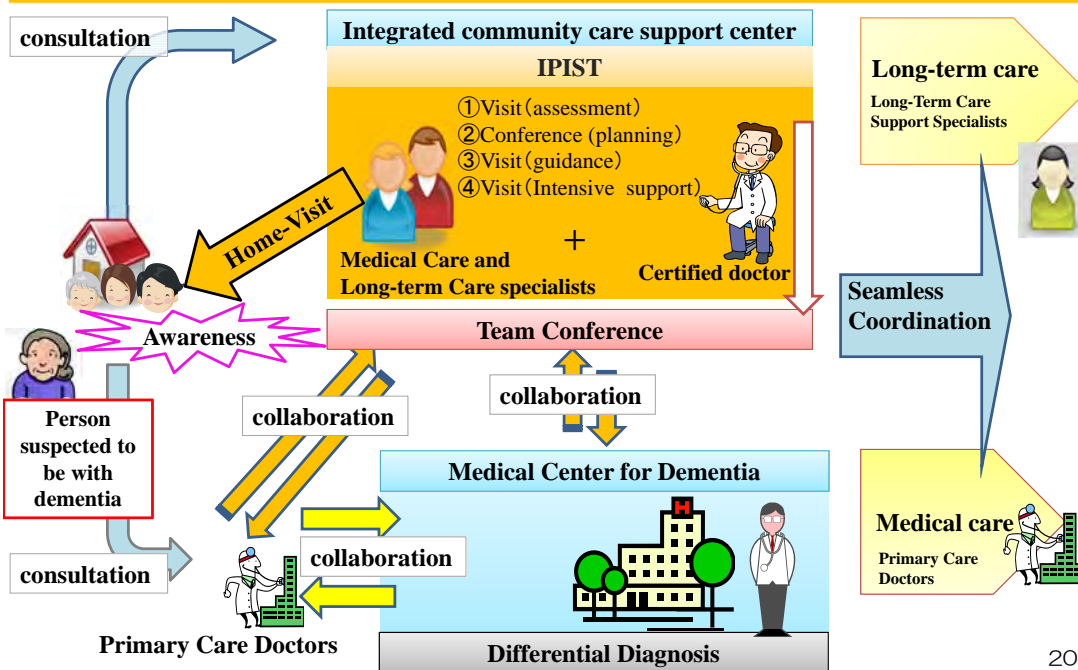 consultation
Integrated community care support center
IPIST
①Visit(assessment)
②Conference (planning)
③Visit(guidance)
④Visit(Intensive support)
Home-Visit
+
Medical Care and
Long-term Care specialists
Certified doctor
Awareness
Team Conference
Person
suspected to
be with
dementia
collaboration
collaboration
Medical Center for Dementia
H
collaboration
consultation
Primary Care Doctors
Differential Diagnosis
Long-term care
Long-Term Care
Support Specialists
Seamless
Coordination
Medical care
Primary Care
Doctors
20